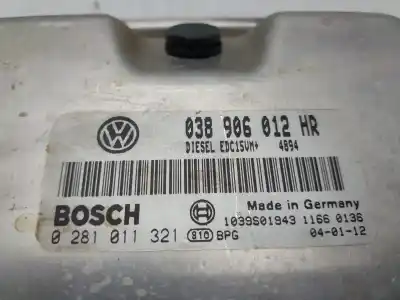 038 906 012 HR
DIESEL EDC15VM+ 4894
BOSCH
Made in Germany
1039S01943 1166 0136
0 281 011 321 810 BPG 04-01-12